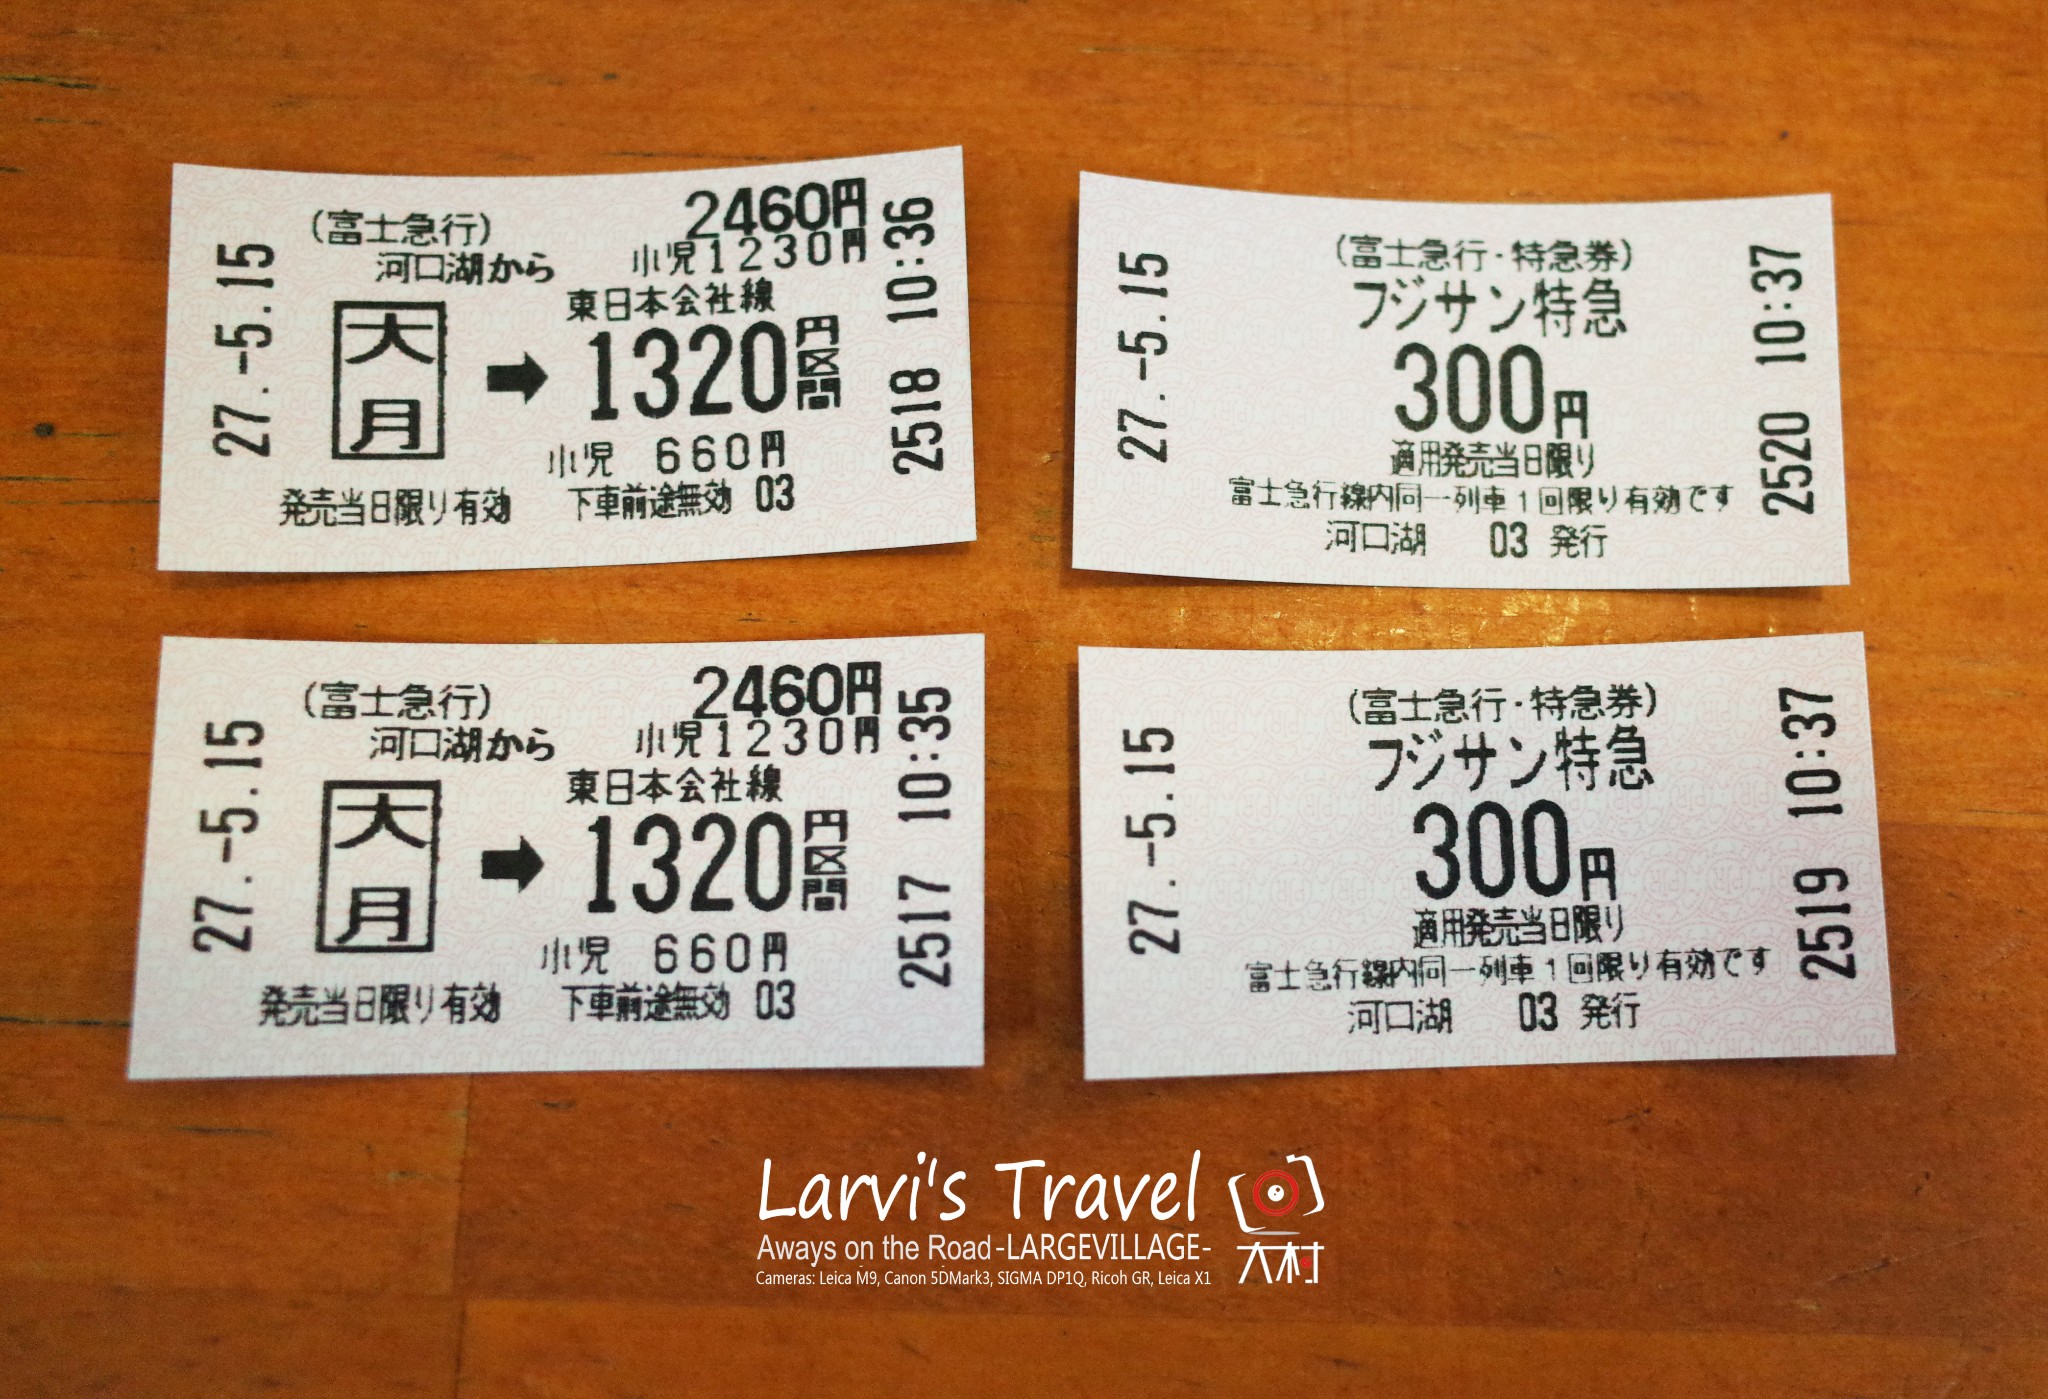 27.-5.15
(富士急行)
河口湖から
2460円
小児1230円
東日本会社線
大月
➡
1320円区間
小児 660円
発売当日限り有効
下車前途無効 03
2518 10:36
27.-5.15
(富士急行・特急券)
フジサン特急
300円
適用発売当日限り
富士急行線内同一列車1回限り有効です
河口湖 03 発行
2520 10:37
27.-5.15
(富士急行)
河口湖から
2460円
小児1230円
東日本会社線
大月
➡
1320円区間
小児 660円
発売当日限り有効
下車前途無効 03
2517 10:35
27.-5.15
(富士急行・特急券)
フジサン特急
300円
適用発売当日限り
富士急行線内同一列車1回限り有効です
河口湖 03 発行
2519 10:37
Larvi's Travel
Aways on the Road -LARGEVILLAGE-
Cameras: Leica M9, Canon 5DMark3, SIGMA DP1Q, Ricoh GR, Leica X1
大村